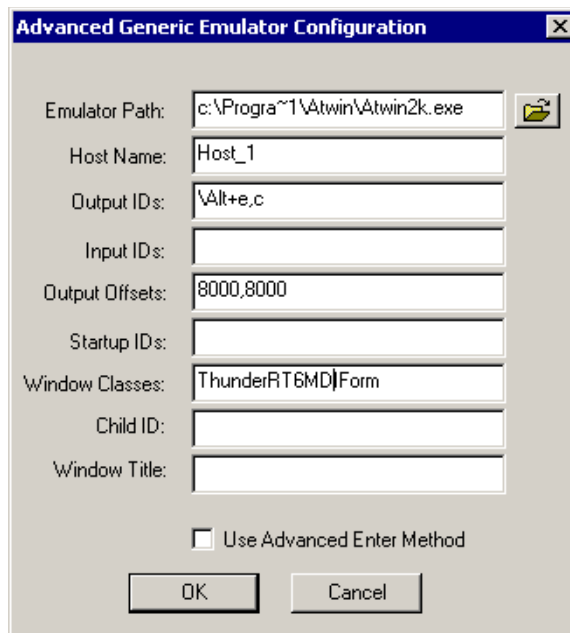 Advanced Generic Emulator Configuration
Emulator Path: c:\Progra~1\Atwin\Atwin2k.exe
Host Name: Host_1
Output IDs: \Alt+e,c
Input IDs:
Output Offsets: 8000,8000
Startup IDs:
Window Classes: ThunderRT6MDIForm
Child ID:
Window Title:
Use Advanced Enter Method
OK Cancel